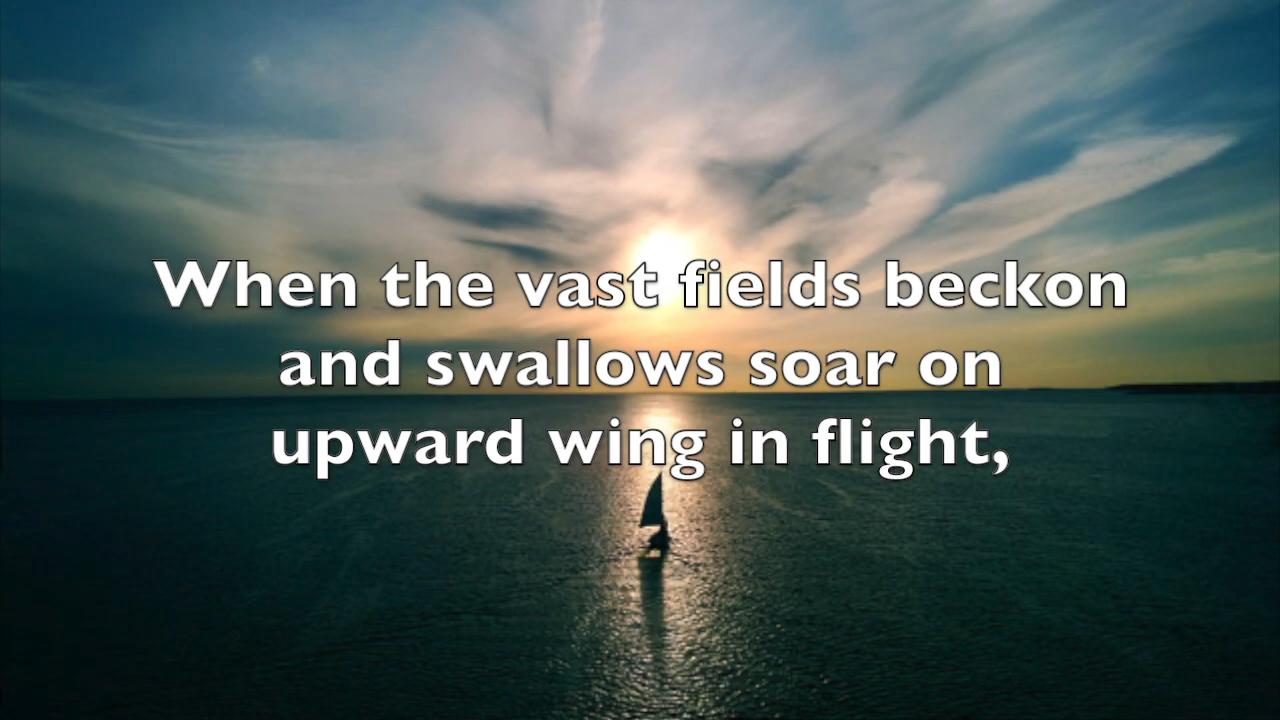 When the vast fields beckon
and swallows soar on
upward wing in flight,